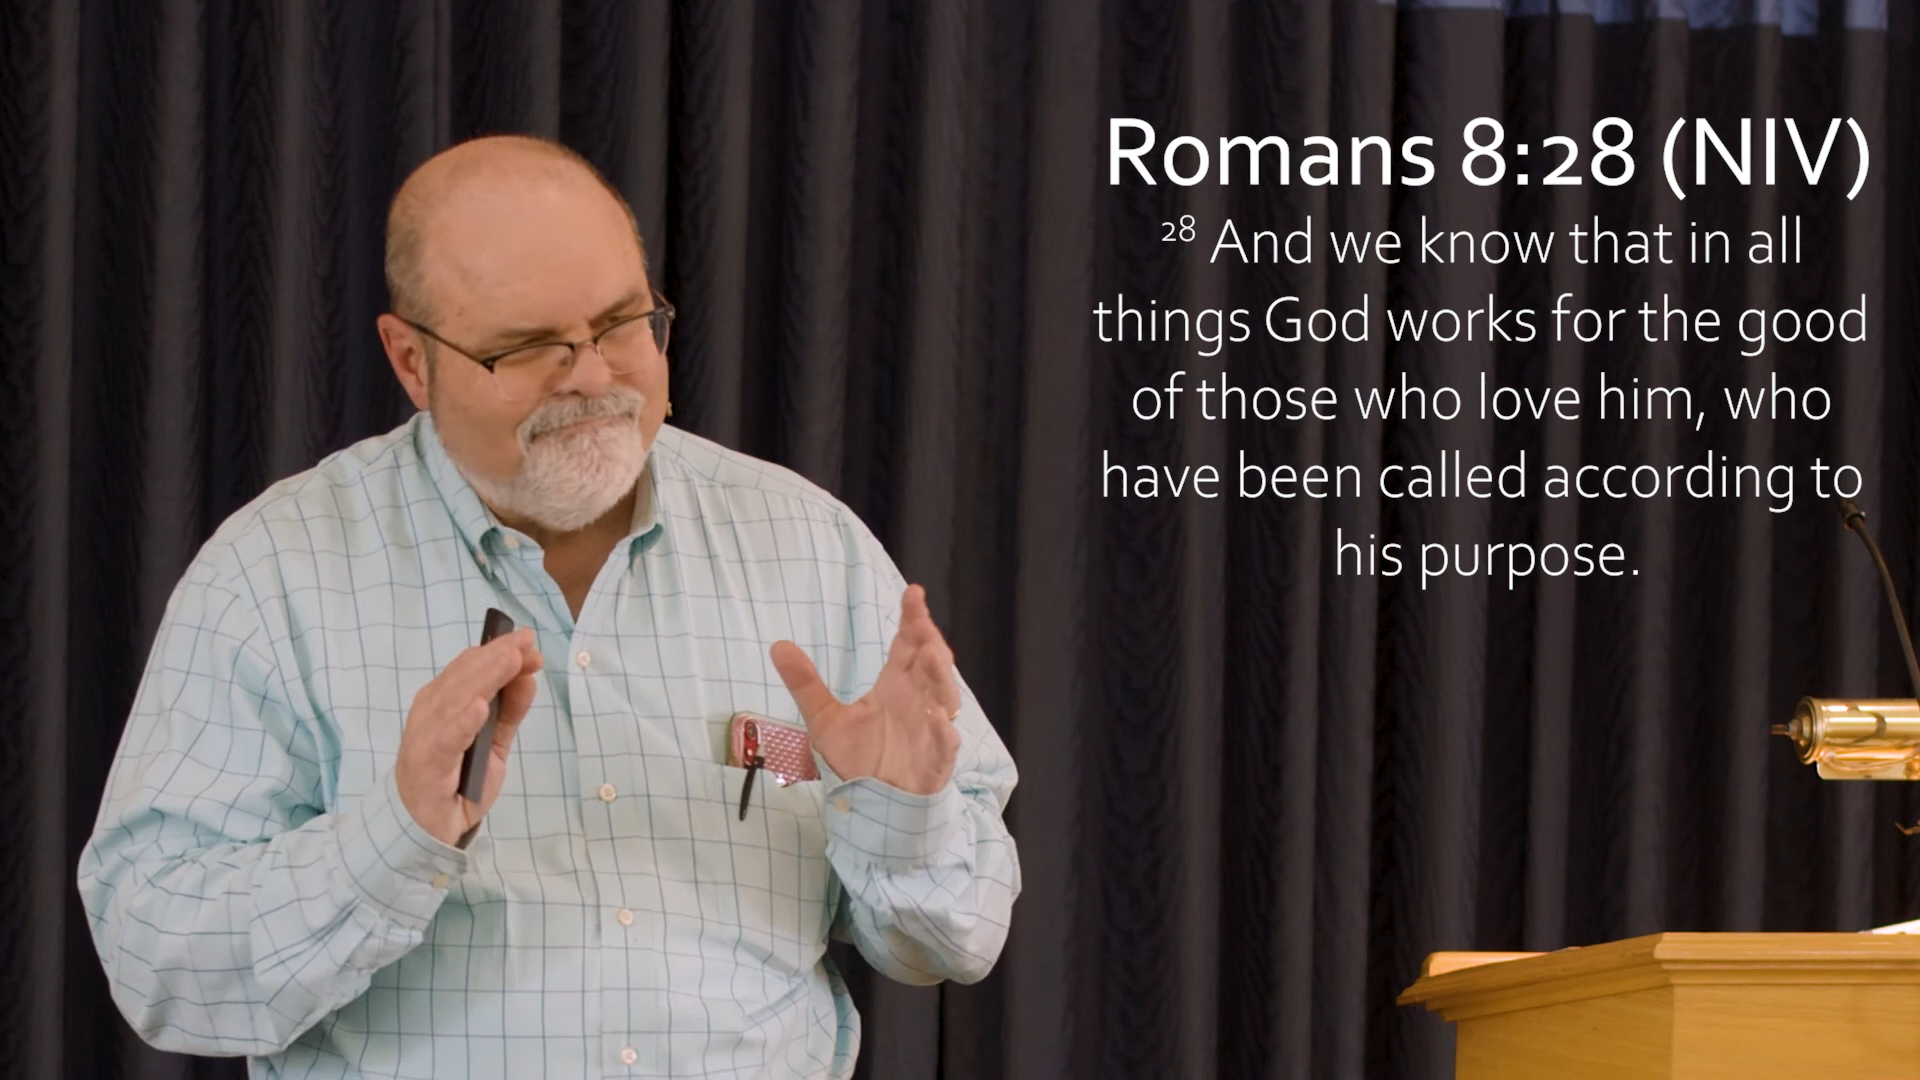 Romans 8:28 (NIV)
28 And we know that in all
things God works for the good
of those who love him, who
have been called according to
his purpose.